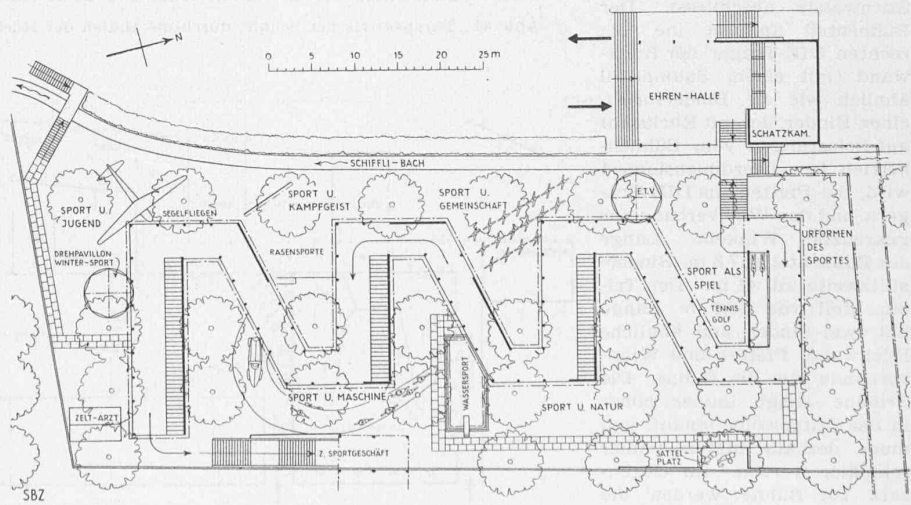 N
0 5 10 15 20 25 m
EHREN-HALLE
SCHATZKAM.
SCHIFFLI-BACH
SPORT U.
JUGEND
SEGELFLIEGEN
SPORT U.
KAMPFGEIST
SPORT U.
GEMEINSCHAFT
E.T.V.
URFORMEN
DES
SPORTES
DREHPAVILLON
WINTER-SPORT
RASENSPORTE
SPORT ALS
SPIEL
TENNIS
GOLF
WASSERSPORT
SPORT U. MASCHINE
SPORT U. NATUR
ZELT-ARZT
Z. SPORTGESCHÄFT
SATTEL-
PLATZ
SBZ